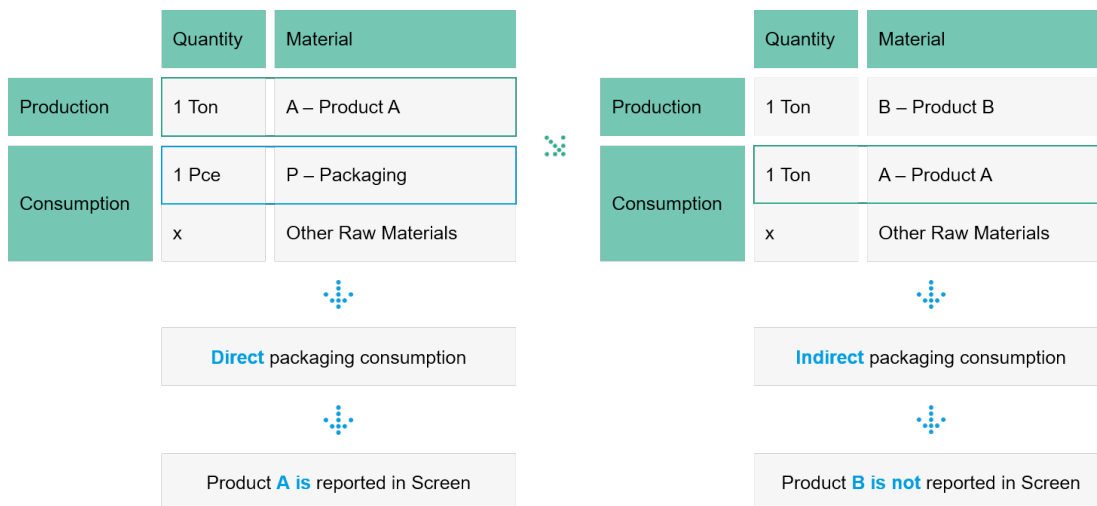 Quantity Material Quantity Material
Production 1 Ton A – Product A Production 1 Ton B – Product B
1 Pce P – Packaging 1 Ton A – Product A
Consumption Consumption
x Other Raw Materials x Other Raw Materials
Direct packaging consumption Indirect packaging consumption
Product A is reported in Screen Product B is not reported in Screen